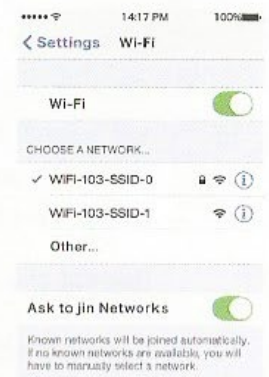 14:17 PM 100%
Settings Wi-Fi
Wi-Fi
CHOOSE A NETWORK...
✓ WiFi-103-SSID-0
WiFi-103-SSID-1
Other...
Ask to jin Networks
Known networks will be joined automatically.
If no known networks are available, you will
have to manually select a network.